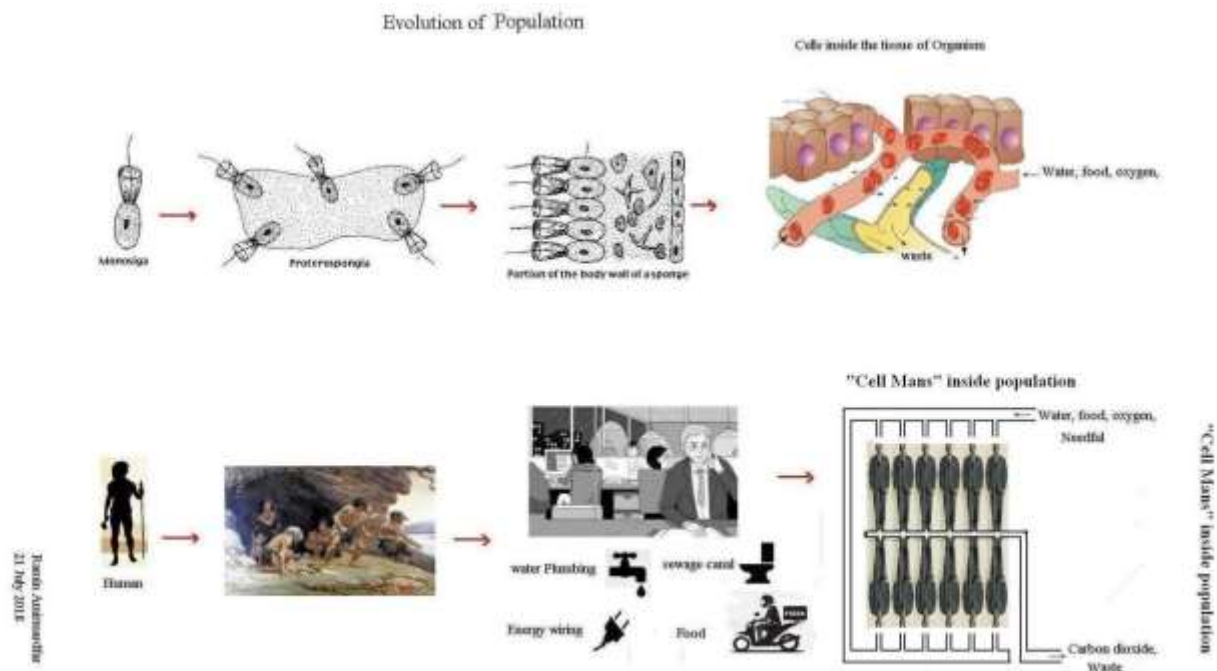 Evolution of Population
Cells inside the tissue of Organism
Water, food, oxygen,
waste
Monosiga
Proterospongia
Portion of the body wall of a sponge
"Cell Mans" inside population
Water, food, oxygen,
Needful
Human
water Plumbing
sewage canal
Energy wiring
Food
Carbon dioxide,
Waste
"Cell Mans" inside population
21 July 2018